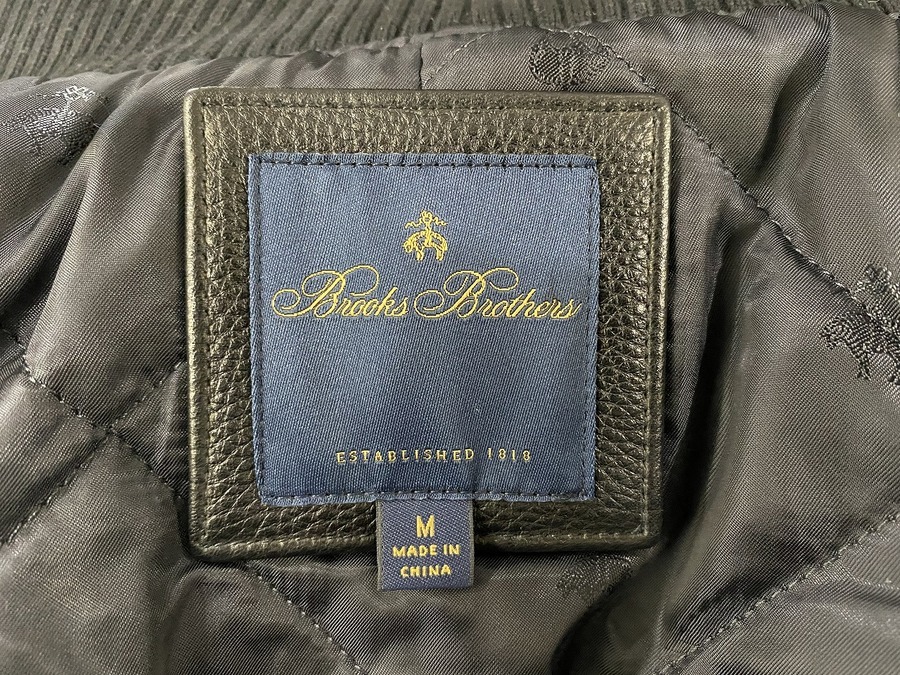 Brooks Brothers
ESTABLISHED 1818
M
MADE IN
CHINA